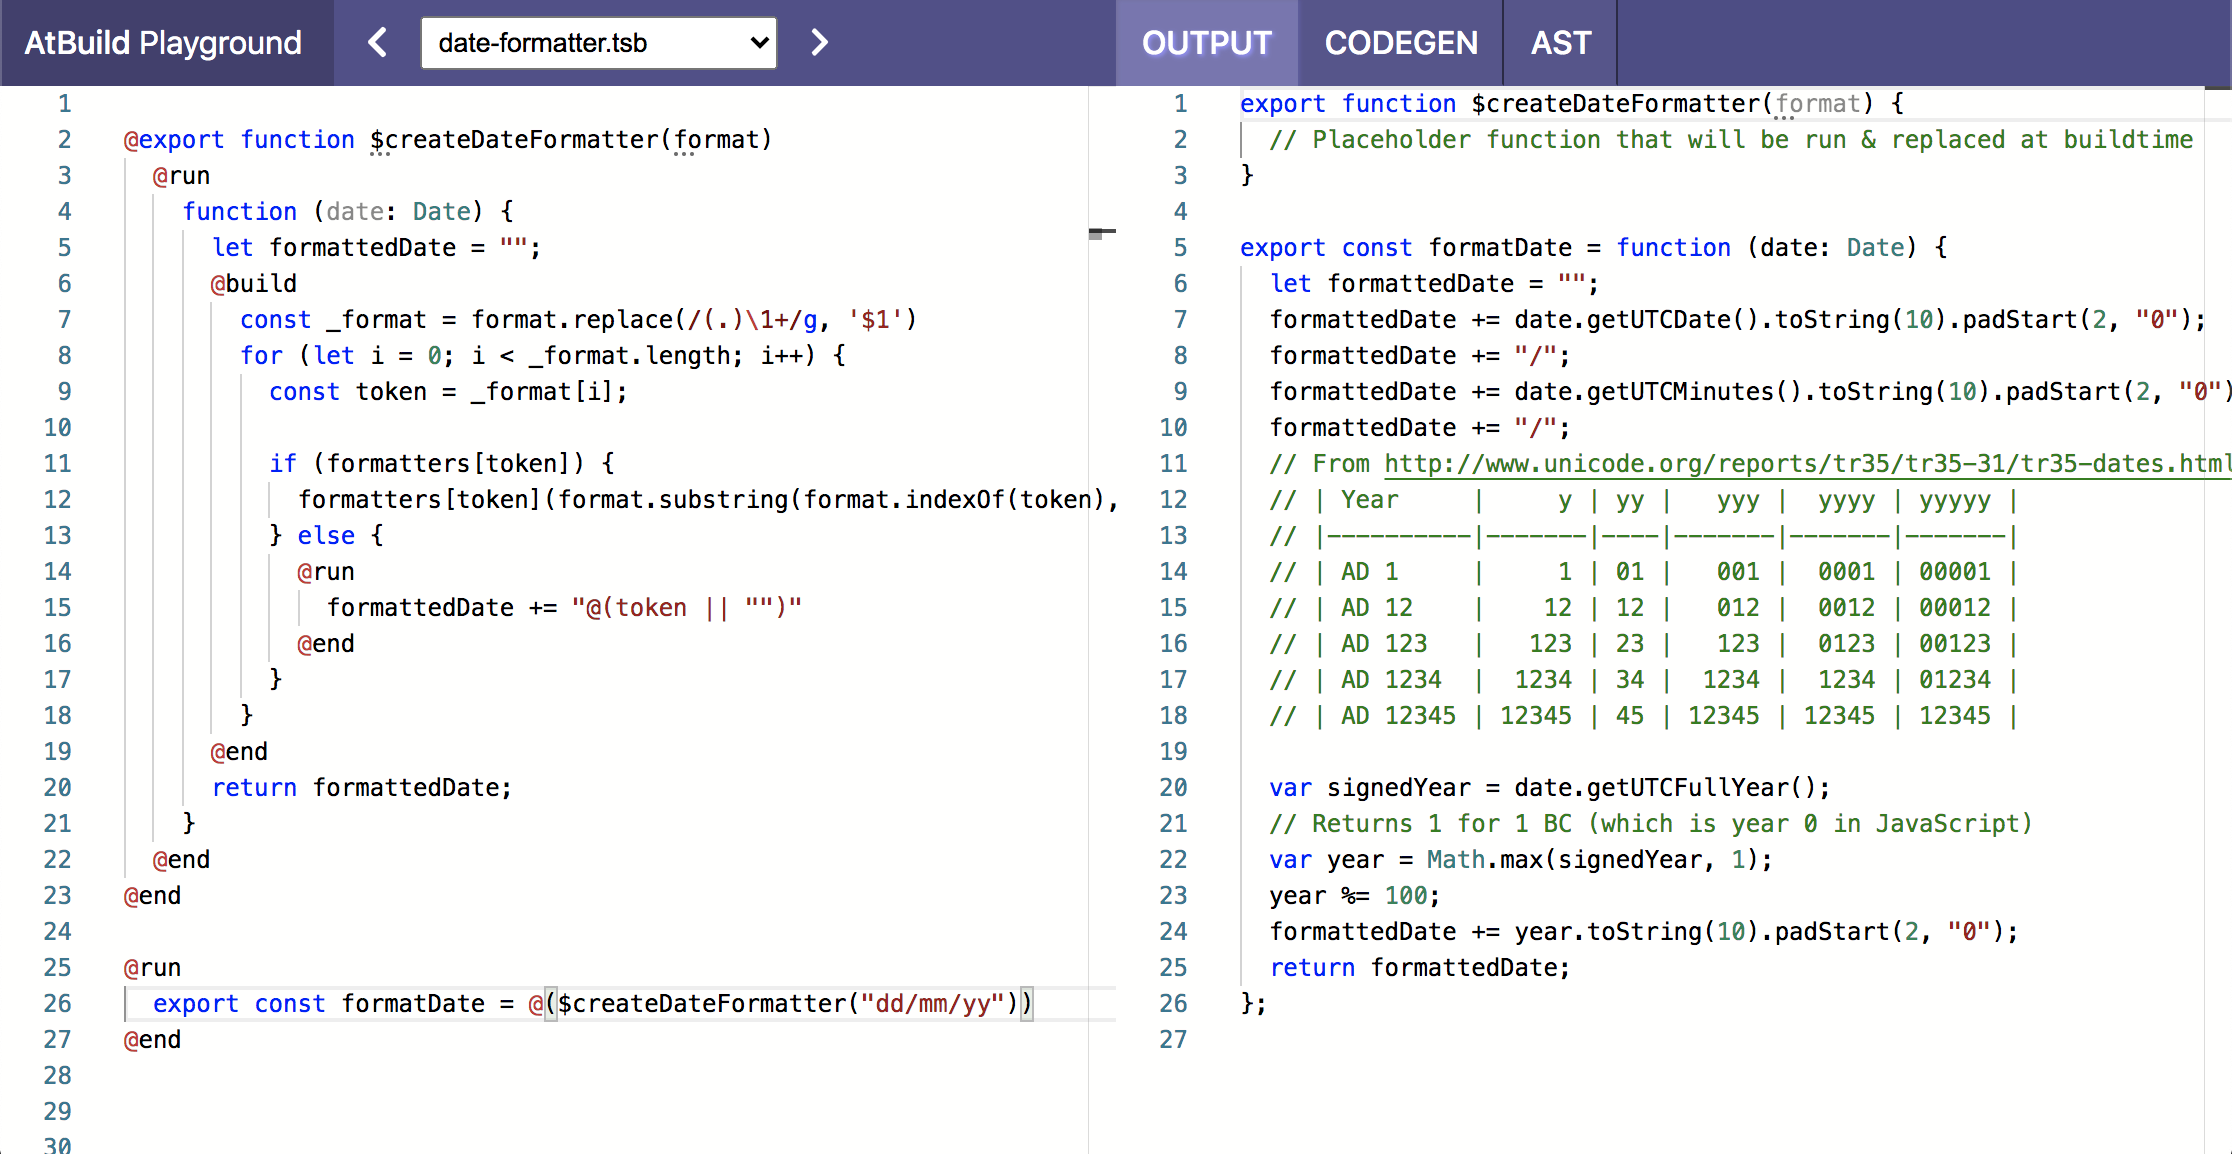 AtBuild Playground
date-formatter.tsb
OUTPUT
CODEGEN
AST
1
2 @export function $createDateFormatter(format)
3 @run
4 function (date: Date) {
5 let formattedDate = "";
6 @build
7 const _format = format.replace(/(.)\1+/g, '$1')
8 for (let i = 0; i < _format.length; i++) {
9 const token = _format[i];
10
11 if (formatters[token]) {
12 formatters[token](format.substring(format.indexOf(token),
13 } else {
14 @run
15 formattedDate += "@(token || "")"
16 @end
17 }
18 }
19 @end
20 return formattedDate;
21 }
22 @end
23 @end
24
25 @run
26 export const formatDate = @($createDateFormatter("dd/mm/yy"))
27 @end
28
29
30
1 export function $createDateFormatter(format) {
2 // Placeholder function that will be run & replaced at buildtime
3 }
4
5 export const formatDate = function (date: Date) {
6 let formattedDate = "";
7 formattedDate += date.getUTCDate().toString(10).padStart(2, "0");
8 formattedDate += "/";
9 formattedDate += date.getUTCMinutes().toString(10).padStart(2, "0")
10 formattedDate += "/";
11 // From http://www.unicode.org/reports/tr35/tr35-31/tr35-dates.html
12 // | Year | y | yy | yyy | yyyy | yyyyy |
13 // |----------|-------|----|-------|-------|-------|
14 // | AD 1 | 1 | 01 | 001 | 0001 | 00001 |
15 // | AD 12 | 12 | 12 | 012 | 0012 | 00012 |
16 // | AD 123 | 123 | 23 | 123 | 0123 | 00123 |
17 // | AD 1234 | 1234 | 34 | 1234 | 1234 | 01234 |
18 // | AD 12345 | 12345 | 45 | 12345 | 12345 | 12345 |
19
20 var signedYear = date.getUTCFullYear();
21 // Returns 1 for 1 BC (which is year 0 in JavaScript)
22 var year = Math.max(signedYear, 1);
23 year %= 100;
24 formattedDate += year.toString(10).padStart(2, "0");
25 return formattedDate;
26 };
27